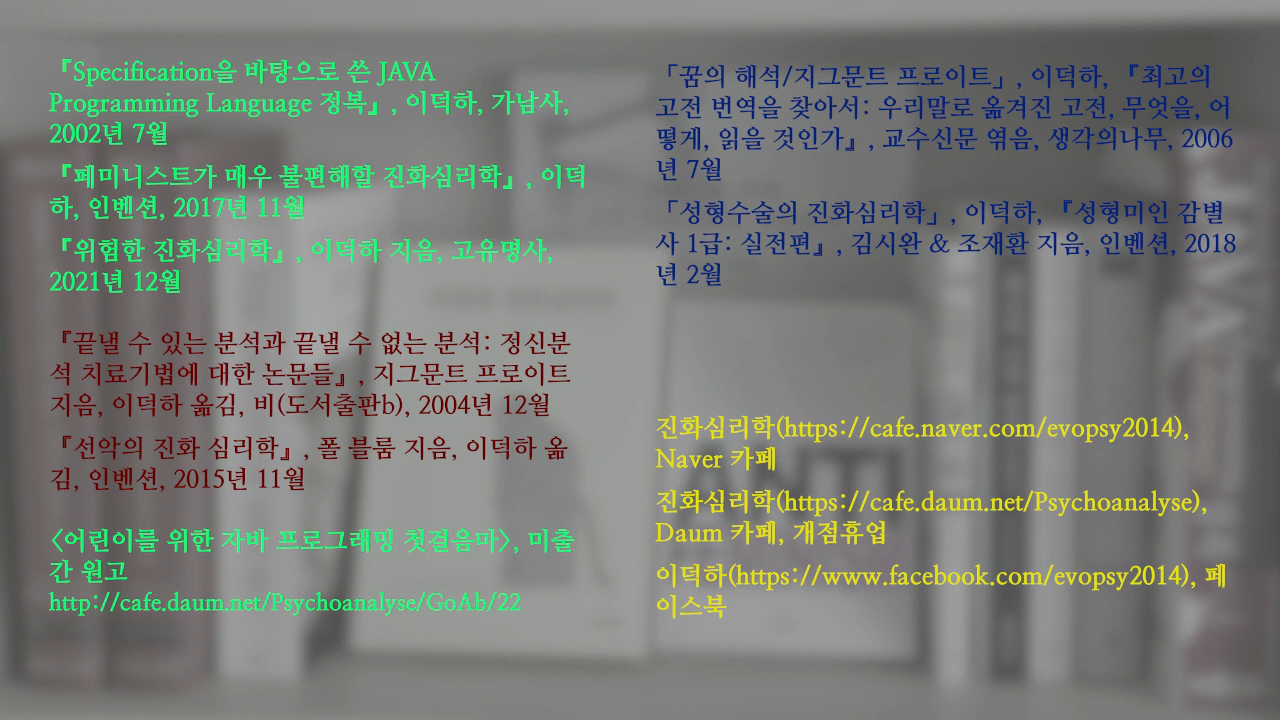 『Specification을 바탕으로 쓴 JAVA
Programming Language 정복』, 이덕하, 가남사,
2002년 7월
『페미니스트가 매우 불편해할 진화심리학』, 이덕
하, 인벤션, 2017년 11월
『위험한 진화심리학』, 이덕하 지음, 고유명사,
2021년 12월
『끝낼 수 있는 분석과 끝낼 수 없는 분석: 정신분
석 치료기법에 대한 논문들』, 지그문트 프로이트
지음, 이덕하 옮김, 비(도서출판b), 2004년 12월
『선악의 진화 심리학』, 폴 블룸 지음, 이덕하 옮
김, 인벤션, 2015년 11월
〈어린이를 위한 자바 프로그래밍 첫걸음마〉, 미출
간 원고
http://cafe.daum.net/Psychoanalyse/GoAb/22
「꿈의 해석/지그문트 프로이트」, 이덕하, 『최고의
고전 번역을 찾아서: 우리말로 옮겨진 고전, 무엇을, 어
떻게, 읽을 것인가』, 교수신문 엮음, 생각의나무, 2006
년 7월
「성형수술의 진화심리학」, 이덕하, 『성형미인 감별
사 1급: 실전편』, 김시완 & 조재환 지음, 인벤션, 2018
년 2월
진화심리학(https://cafe.naver.com/evopsy2014),
Naver 카페
진화심리학(https://cafe.daum.net/Psychoanalyse),
Daum 카페, 개점휴업
이덕하(https://www.facebook.com/evopsy2014), 페
이스북